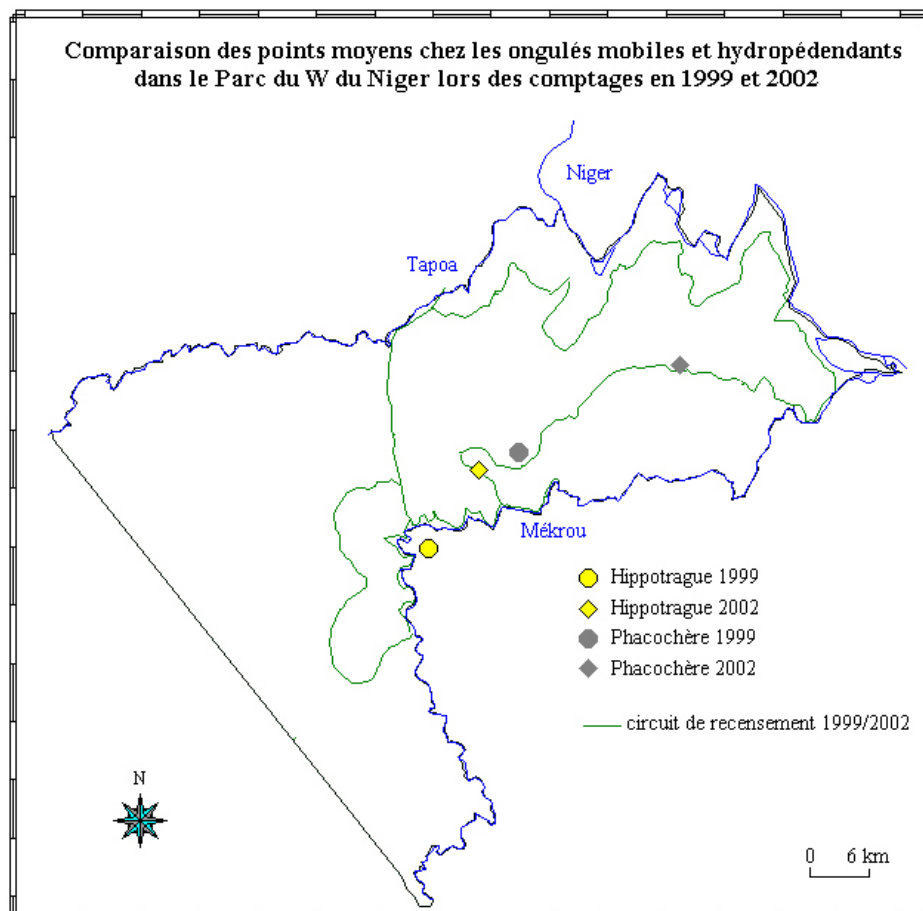 Comparaison des points moyens chez les ongulés mobiles et hydropédendants
dans le Parc du W du Niger lors des comptages en 1999 et 2002
Niger
Tapoa
Mékrou
Hippotrague 1999
Hippotrague 2002
Phacochère 1999
Phacochère 2002
circuit de recensement 1999/2002
N
0 6 km